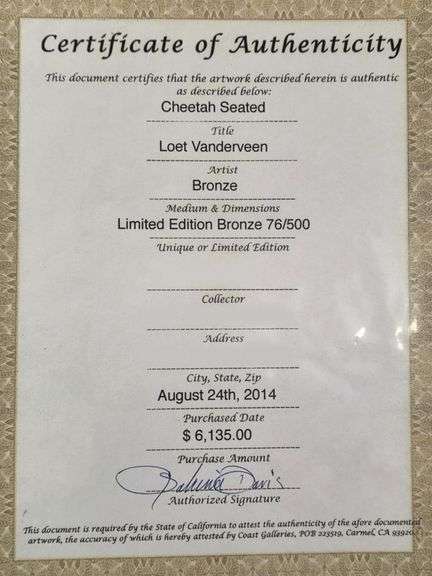 Certificate of Authenticity
This document certifies that the artwork described herein is authentic
as described below:
Cheetah Seated
Title
Loet Vanderveen
Artist
Bronze
Medium & Dimensions
Limited Edition Bronze 76/500
Unique or Limited Edition
Collector
Address
City, State, Zip
August 24th, 2014
Purchased Date
$ 6,135.00
Purchase Amount
Davis
Authorized Signature
This document is required by the State of California to attest the authenticity of the afore documented
artwork, the accuracy of which is hereby attested by Coast Galleries, POB 223519, Carmel, CA 93920